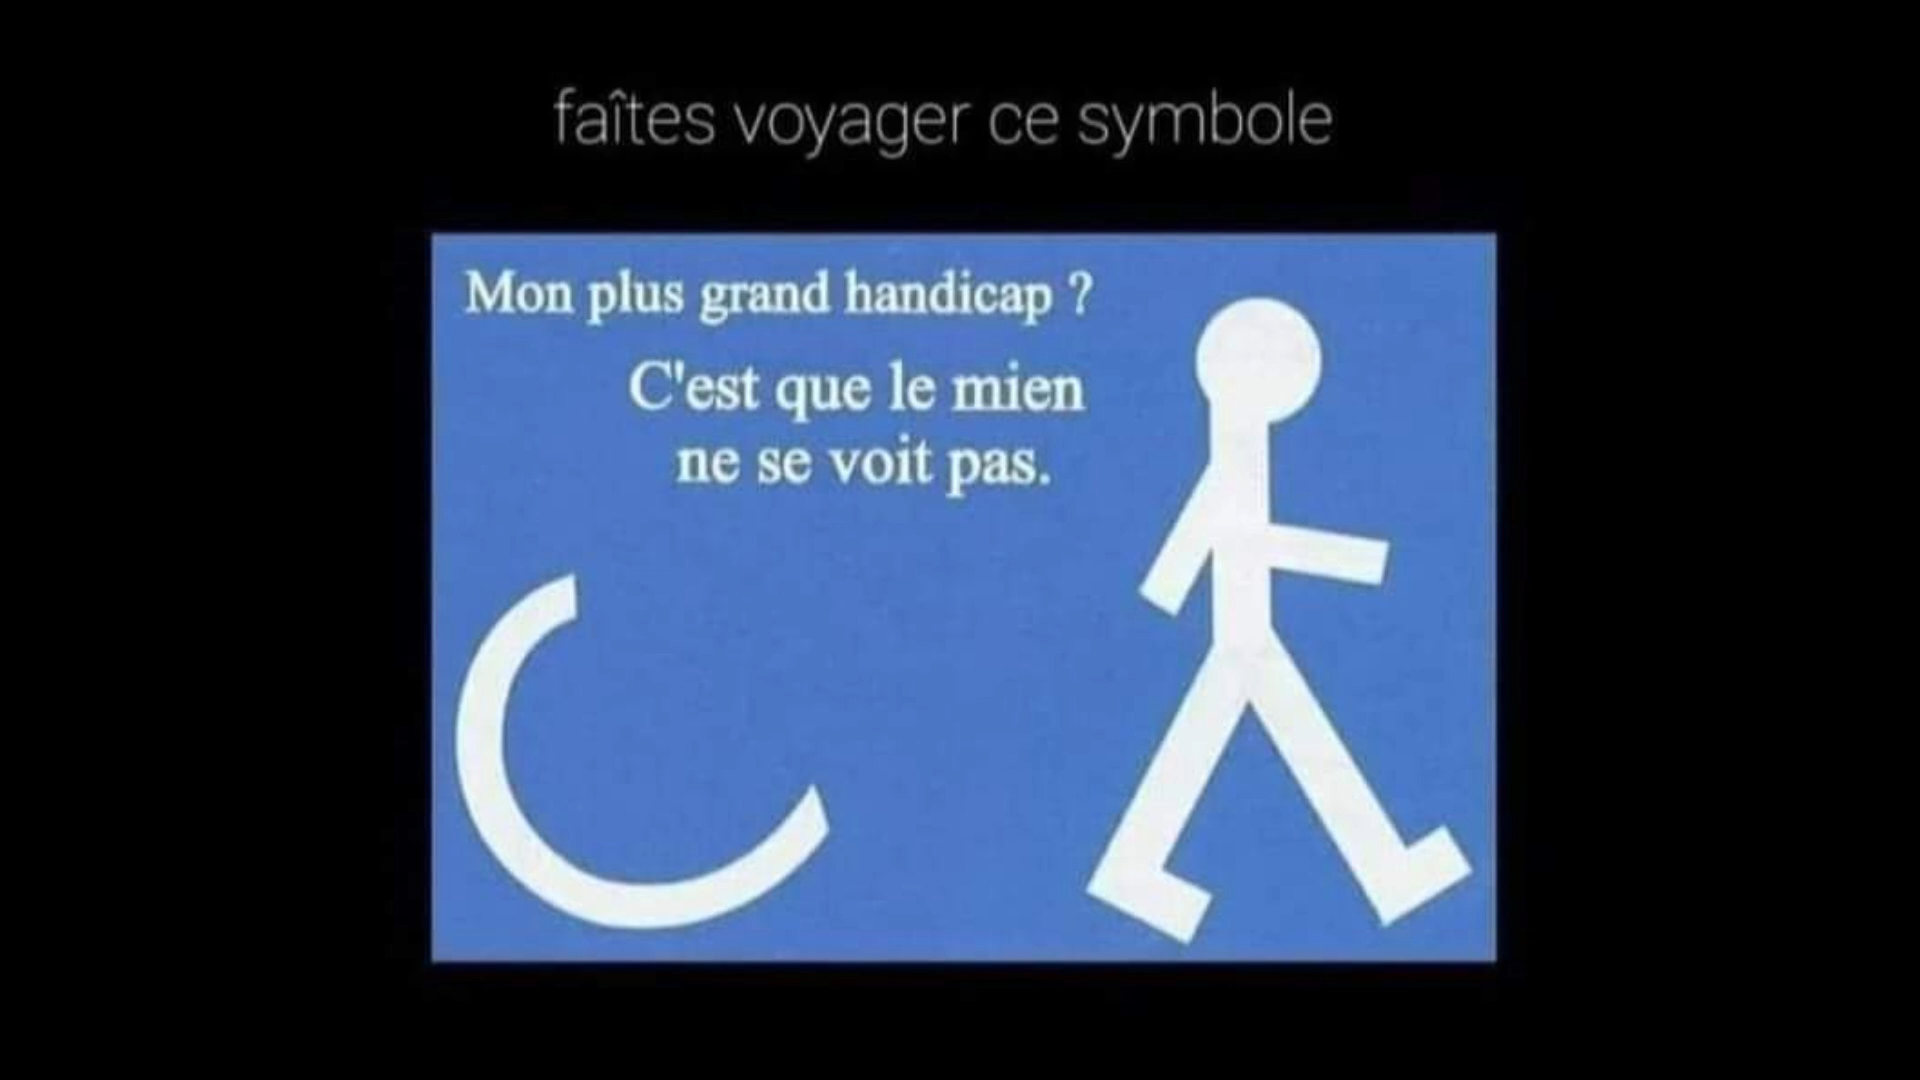 faîtes voyager ce symbole
Mon plus grand handicap ?
C'est que le mien
ne se voit pas.